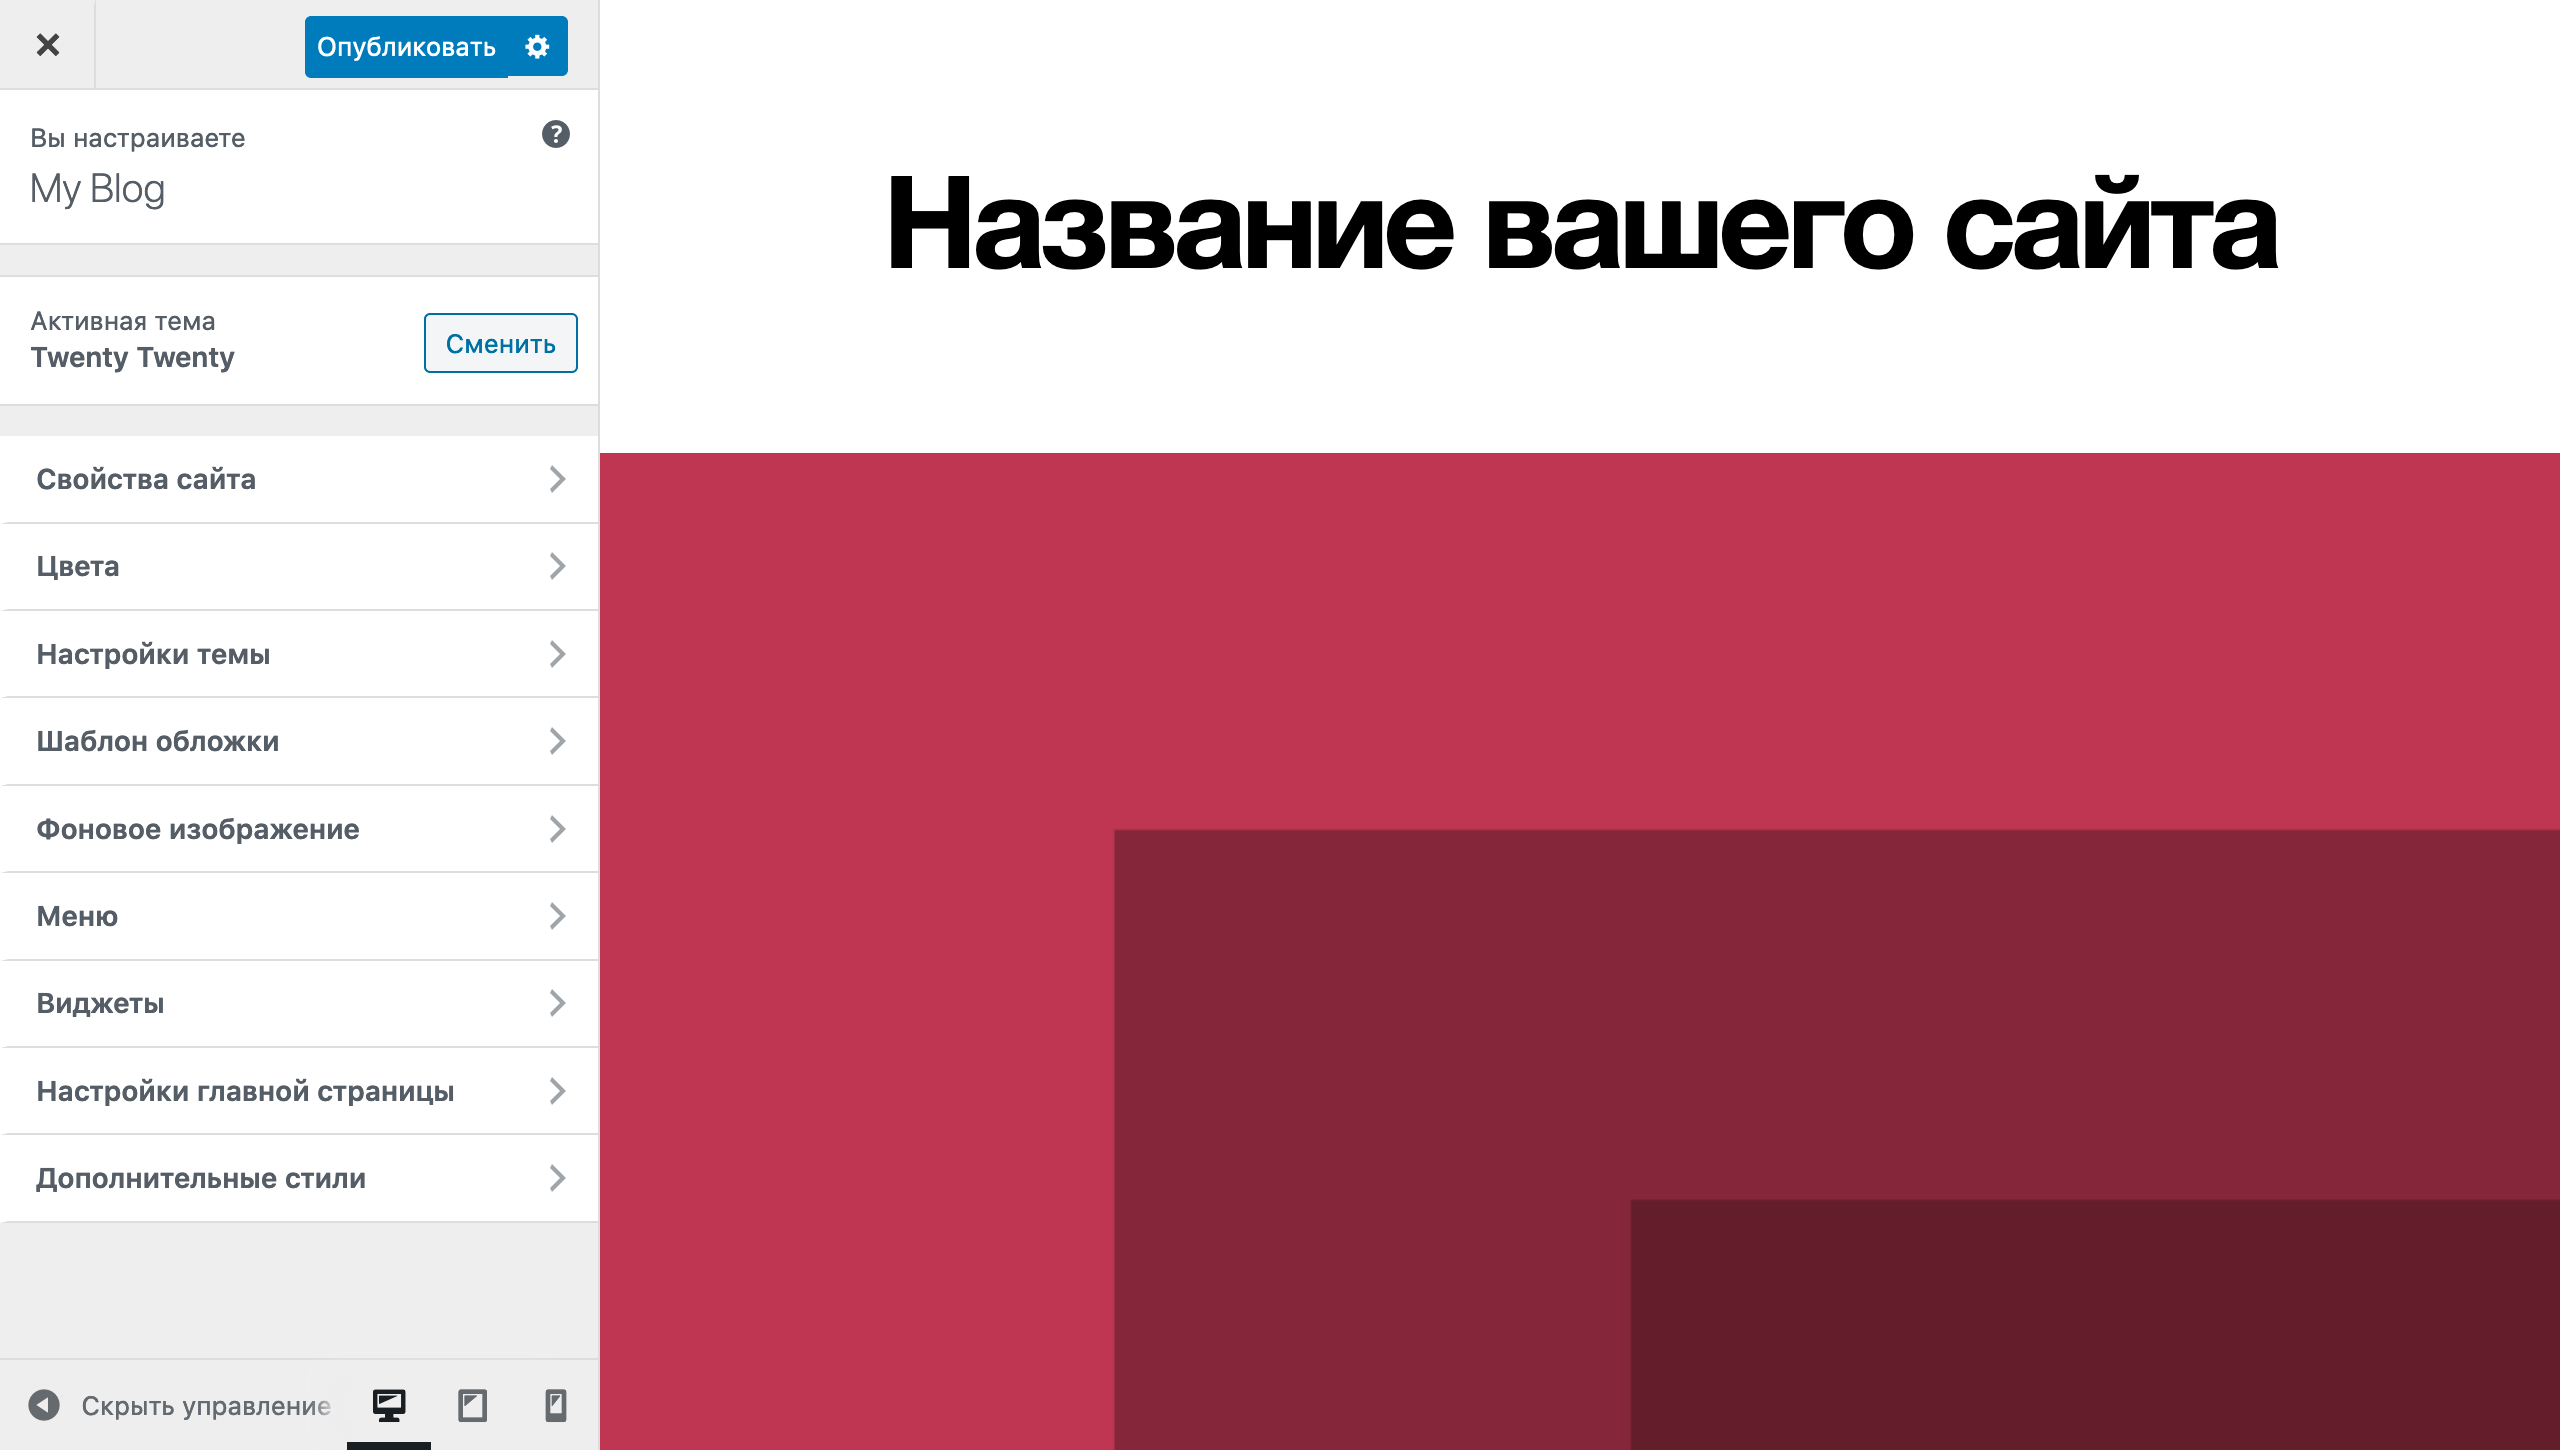 Опубликовать
Вы настраиваете
My Blog
Активная тема
Twenty Twenty
Сменить
Свойства сайта
Цвета
Настройки темы
Шаблон обложки
Фоновое изображение
Меню
Виджеты
Настройки главной страницы
Дополнительные стили
Скрыть управление
Название вашего сайта